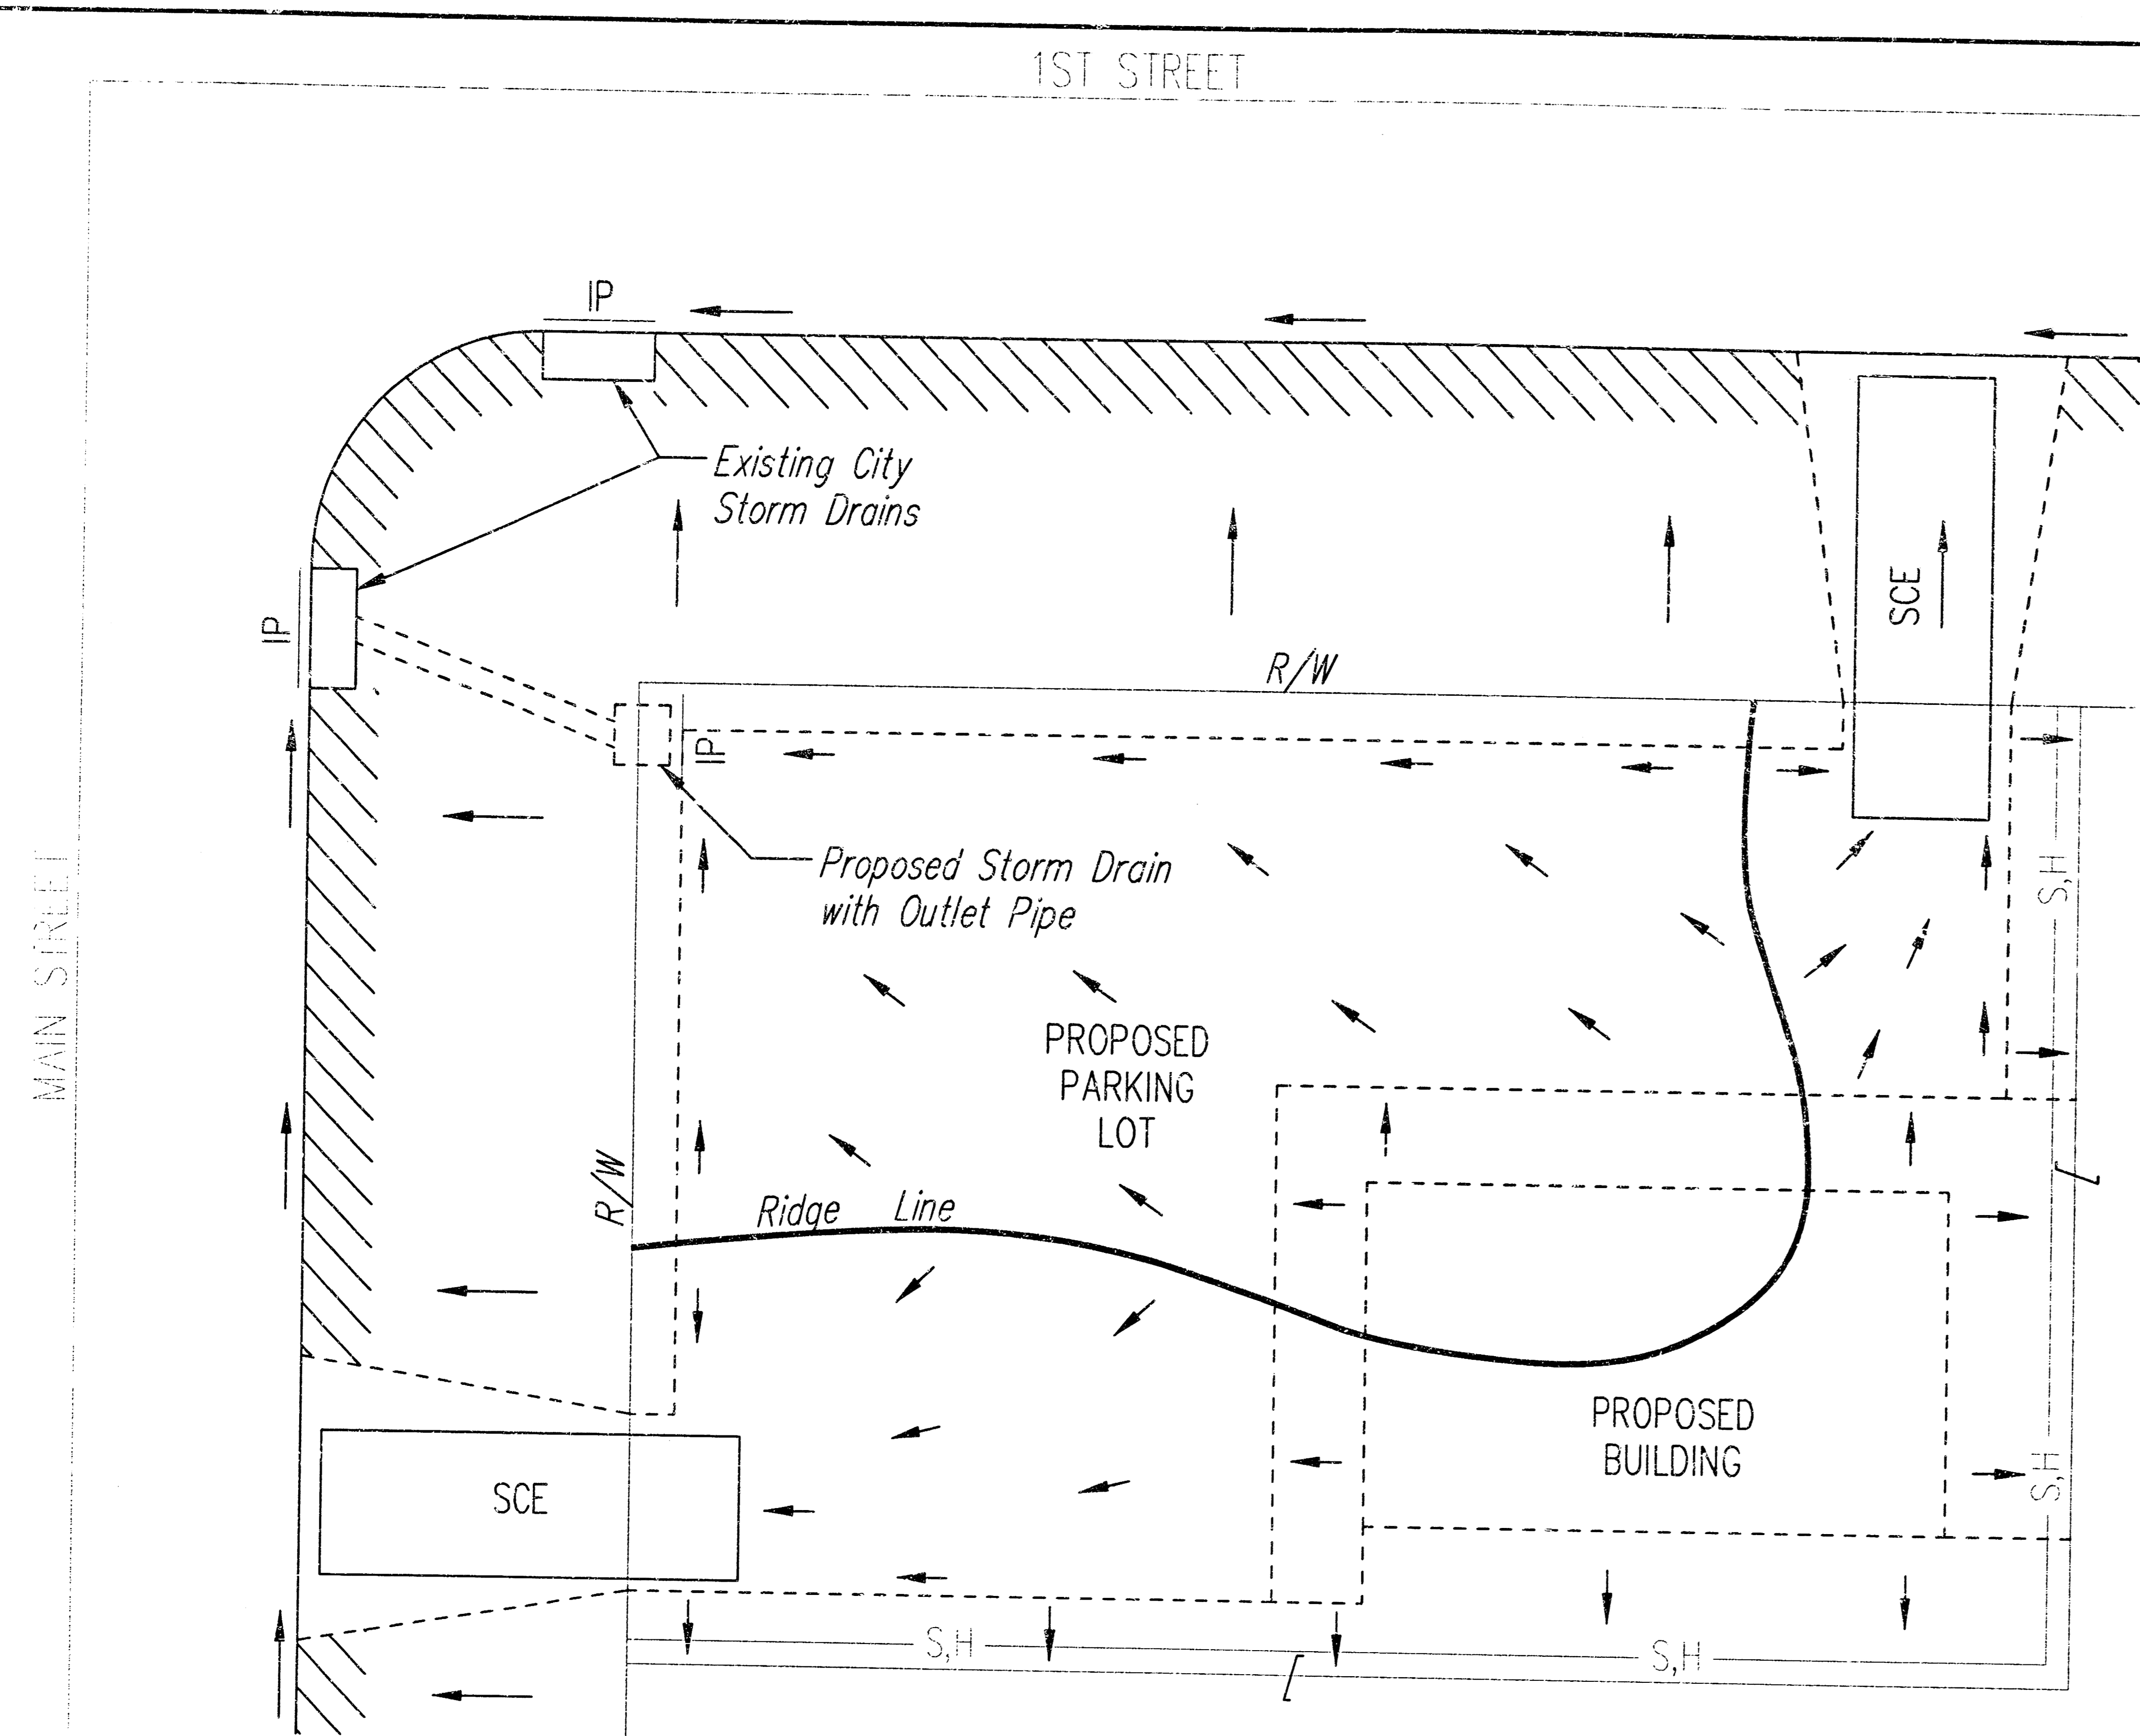 1ST STREET
IP
Existing City
Storm Drains
SCE
IP
R/W
IP
Proposed Storm Drain
with Outlet Pipe
S,H
MAIN STREET
PROPOSED
PARKING
LOT
R/W
Ridge Line
PROPOSED
BUILDING
S,H
SCE
S,H
S,H